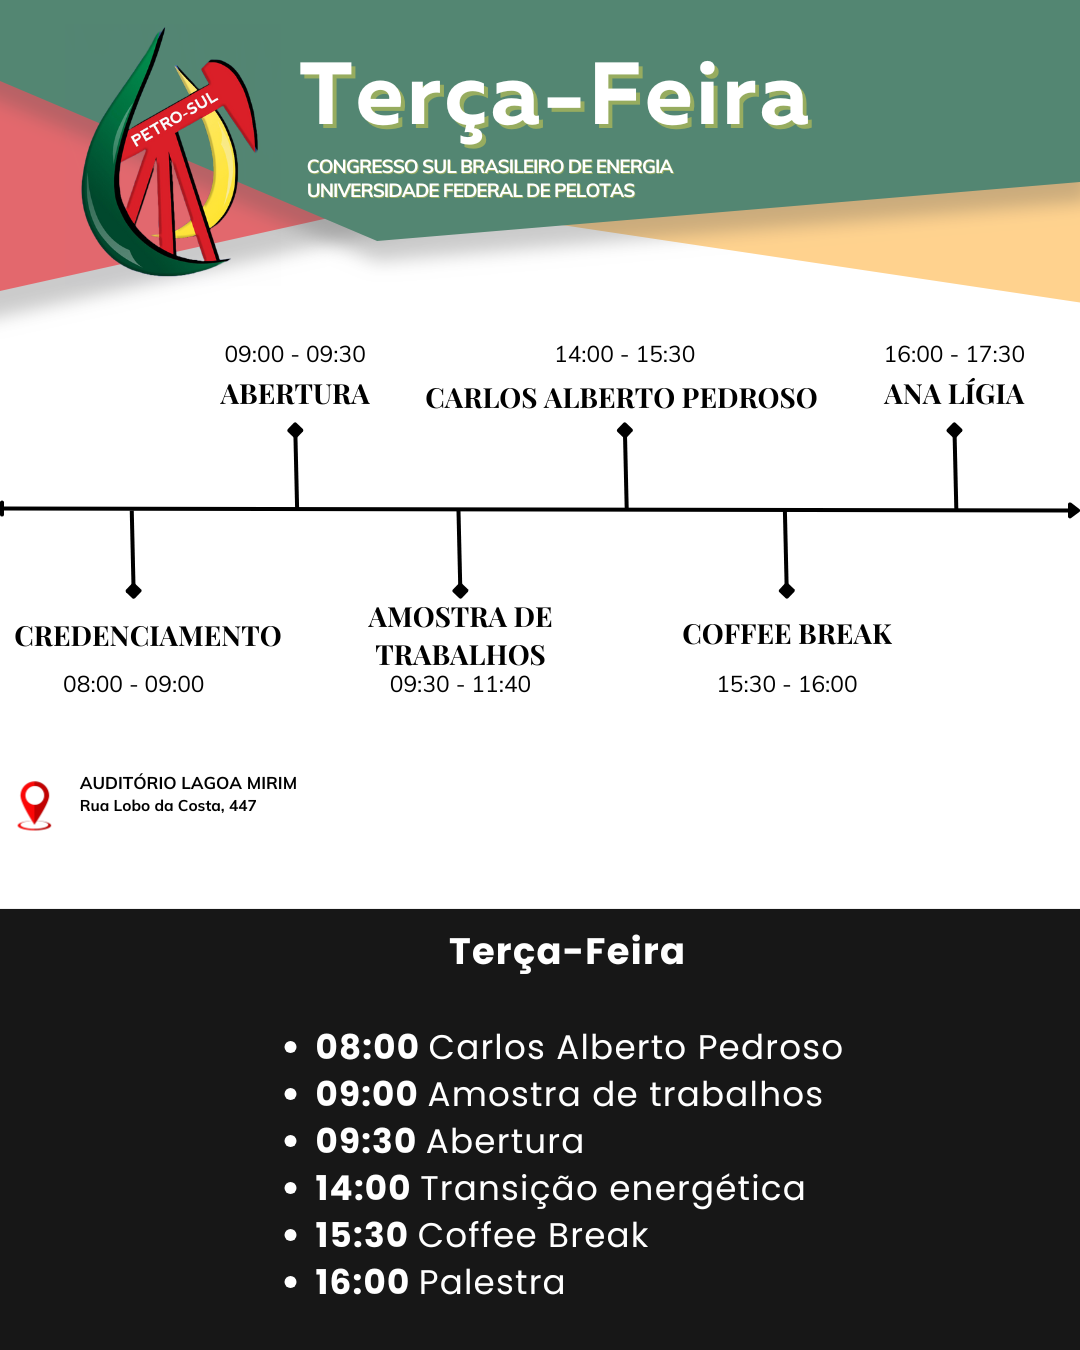 PETRO-SUL
Terça-Feira
CONGRESSO SUL BRASILEIRO DE ENERGIA
UNIVERSIDADE FEDERAL DE PELOTAS
09:00 - 09:30
ABERTURA
14:00 - 15:30
CARLOS ALBERTO PEDROSO
16:00 - 17:30
ANA LÍGIA
CREDENCIAMENTO
08:00 - 09:00
AMOSTRA DE
TRABALHOS
09:30 - 11:40
COFFEE BREAK
15:30 - 16:00
AUDITÓRIO LAGOA MIRIM
Rua Lobo da Costa, 447
Terça-Feira
08:00 Carlos Alberto Pedroso
09:00 Amostra de trabalhos
09:30 Abertura
14:00 Transição energética
15:30 Coffee Break
16:00 Palestra